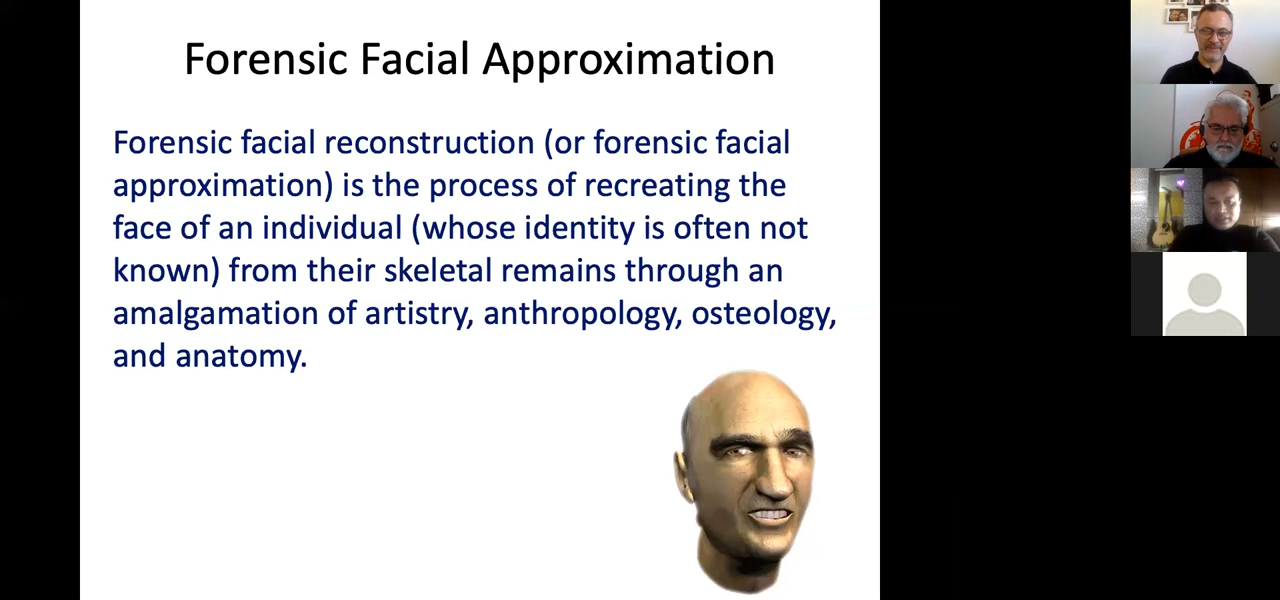 Forensic Facial Approximation
Forensic facial reconstruction (or forensic facial
approximation) is the process of recreating the
face of an individual (whose identity is often not
known) from their skeletal remains through an
amalgamation of artistry, anthropology, osteology,
and anatomy.